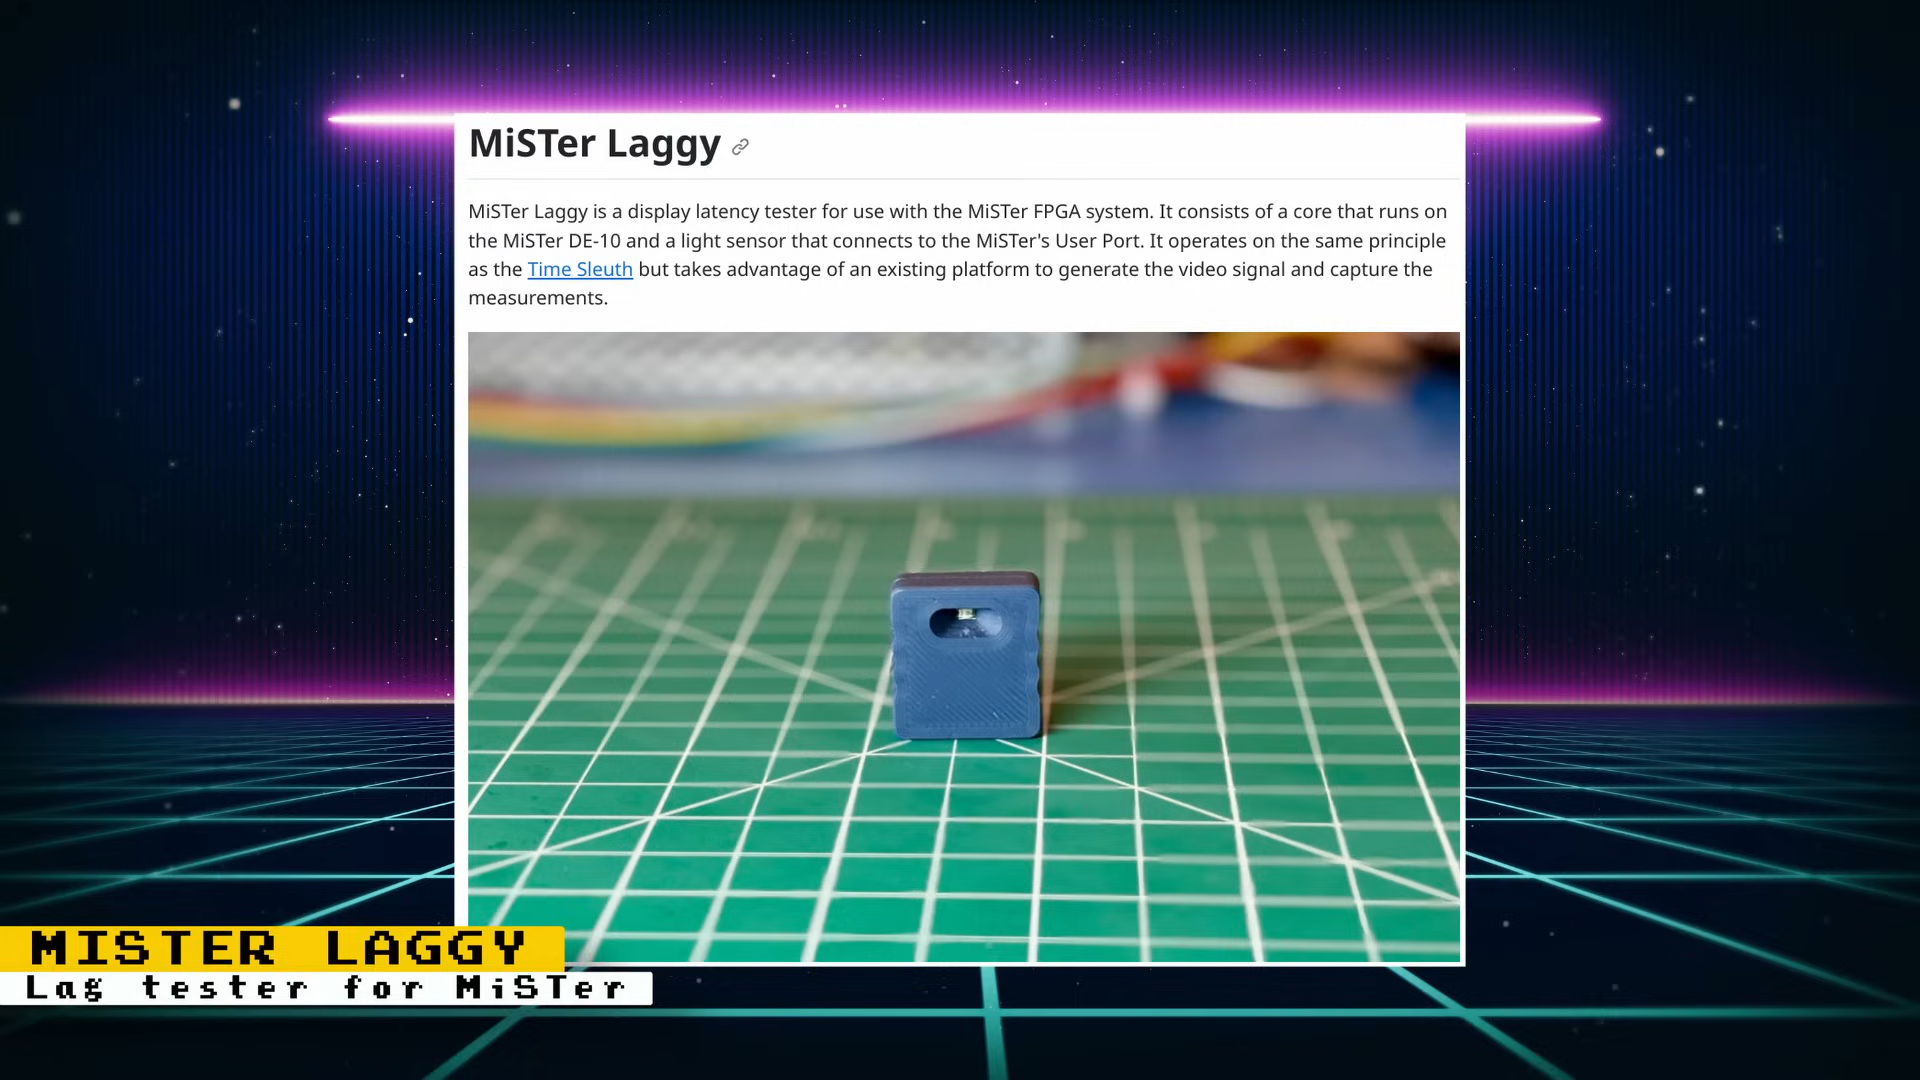 MiSTer Laggy
MiSTer Laggy is a display latency tester for use with the MiSTer FPGA system. It consists of a core that runs on
the MiSTer DE-10 and a light sensor that connects to the MiSTer's User Port. It operates on the same principle
as the Time Sleuth but takes advantage of an existing platform to generate the video signal and capture the
measurements.
MISTER LAGGY
Lag tester for MiSTer